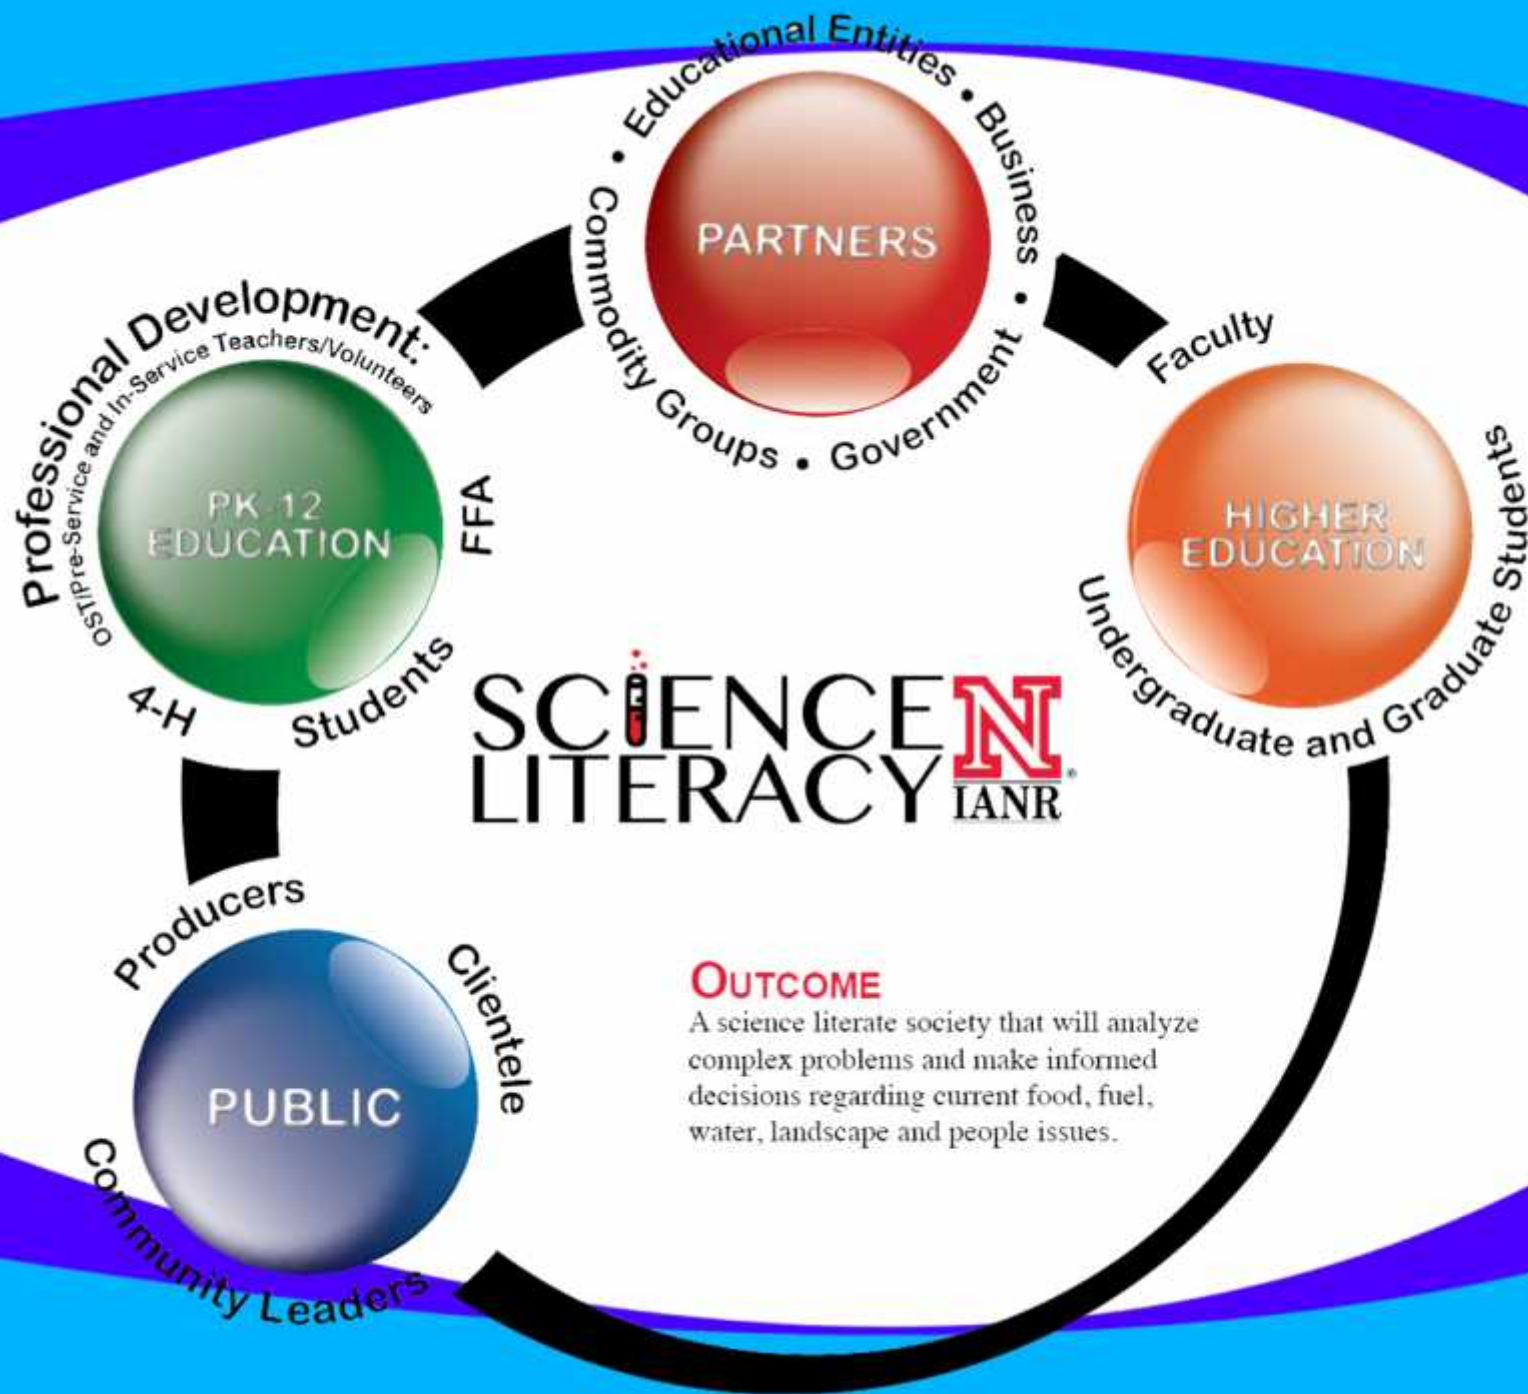 • Educational Entities • Business •
Commodity Groups • Government
PARTNERS
Professional Development:
OST/Pre-Service and In-Service Teachers/Volunteers
PK-12
EDUCATION
FFA
4-H
Students
Faculty
HIGHER
EDUCATION
Undergraduate and Graduate Students
SCIENCE
LITERACY
N
IANR®
Producers
Clientele
PUBLIC
Community Leaders
OUTCOME
A science literate society that will analyze
complex problems and make informed
decisions regarding current food, fuel,
water, landscape and people issues.